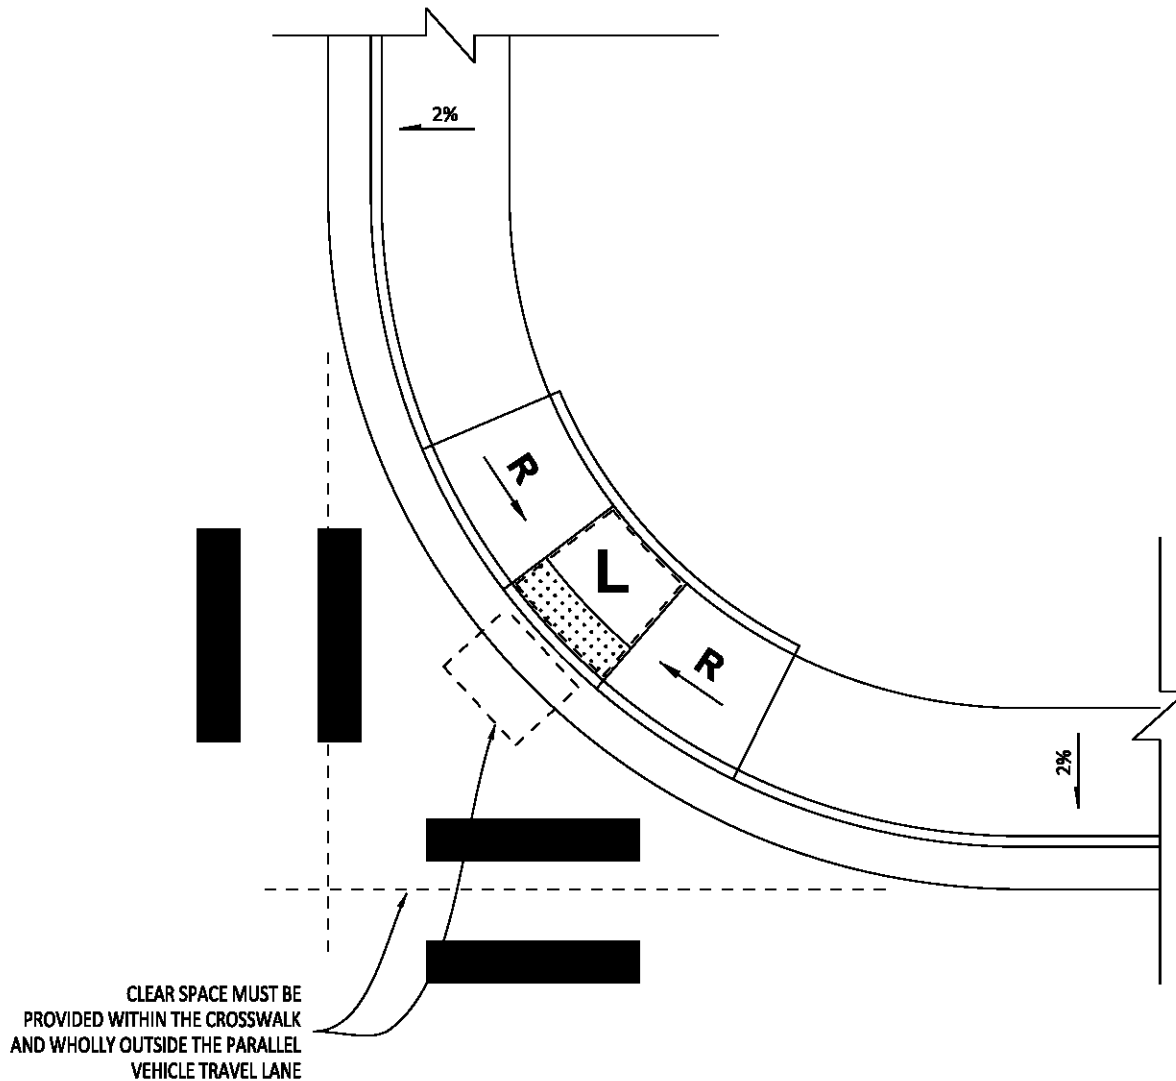 2%
R
L
R
2%
CLEAR SPACE MUST BE
PROVIDED WITHIN THE CROSSWALK
AND WHOLLY OUTSIDE THE PARALLEL
VEHICLE TRAVEL LANE